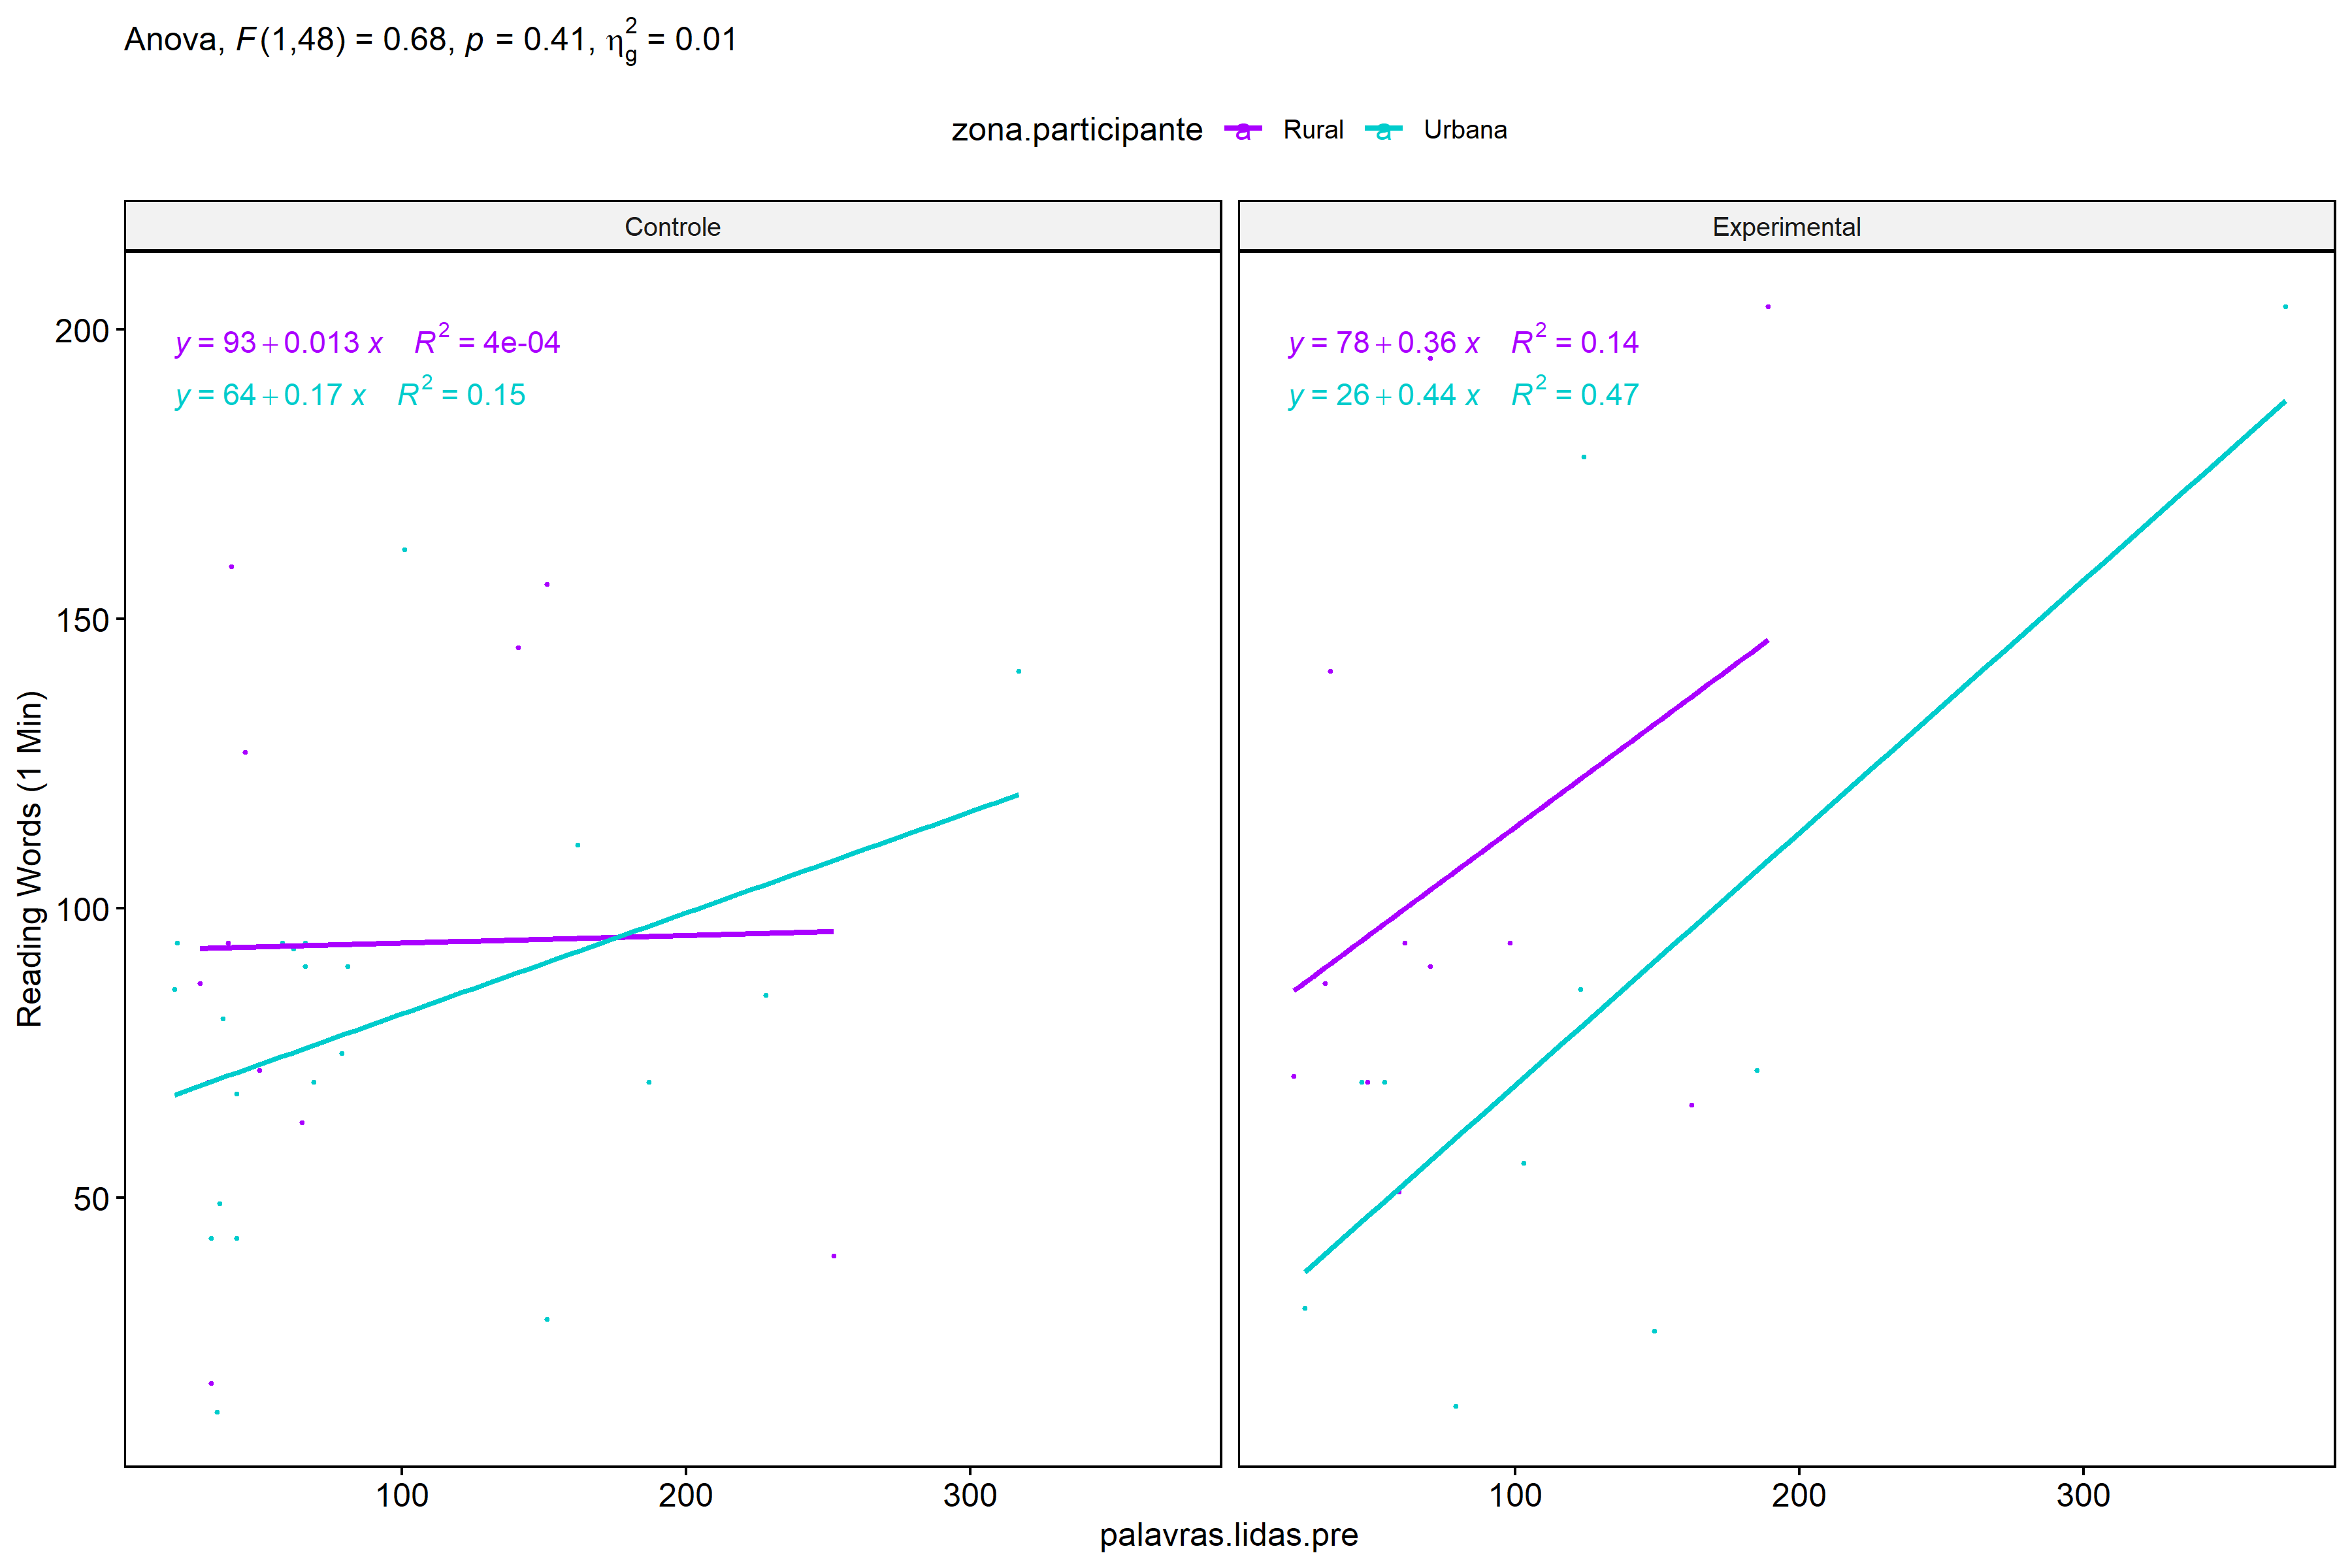 Anova, F(1,48) = 0.68, p = 0.41, η²g = 0.01
zona.participante a Rural a Urbana
Controle
Experimental
y = 93 + 0.013 x R² = 4e-04
y = 64 + 0.17 x R² = 0.15
y = 78 + 0.36 x R² = 0.14
y = 26 + 0.44 x R² = 0.47
Reading Words (1 Min)
200
150
100
50
100 200 300
100 200 300
palavras.lidas.pre